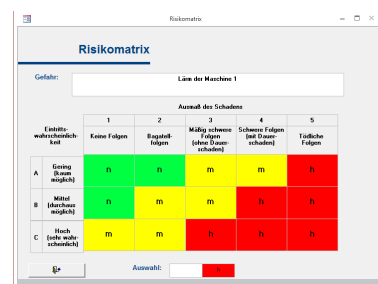 Risikomatrix
Risikomatrix
Gefahr: Lärm der Maschine 1
Ausmaß des Schadens
Eintritts-
wahrscheinlich-
keit
1 2 3 4 5
Keine Folgen
Bagatell-
folgen
Mäßig schwere
Folgen
(ohne Dauer-
schaden)
Schwere Folgen
(mit Dauer-
schaden)
Tödliche
Folgen
A
Gering
(kaum
möglich)
n n m m h
B
Mittel
(durchaus
möglich)
n m m h h
C
Hoch
(sehr wahr-
scheinlich)
m m h h h
Auswahl: h